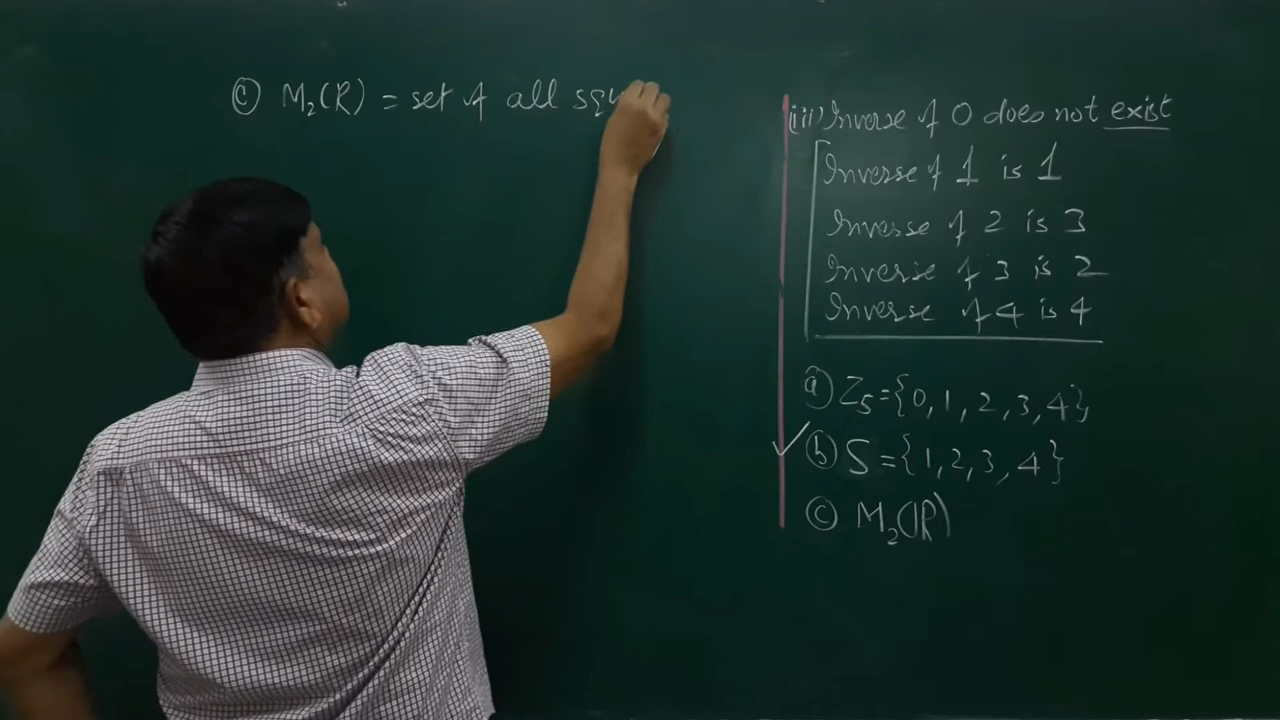 ⓒ M₂(R) = set of all squ
(iii) Inverse of 0 does not exist
Inverse of 1 is 1
Inverse of 2 is 3
Inverse of 3 is 2
Inverse of 4 is 4
ⓐ Z₅={0, 1, 2, 3, 4},
✓ ⓑ S={1, 2, 3, 4}
ⓒ M₂(ℝ)